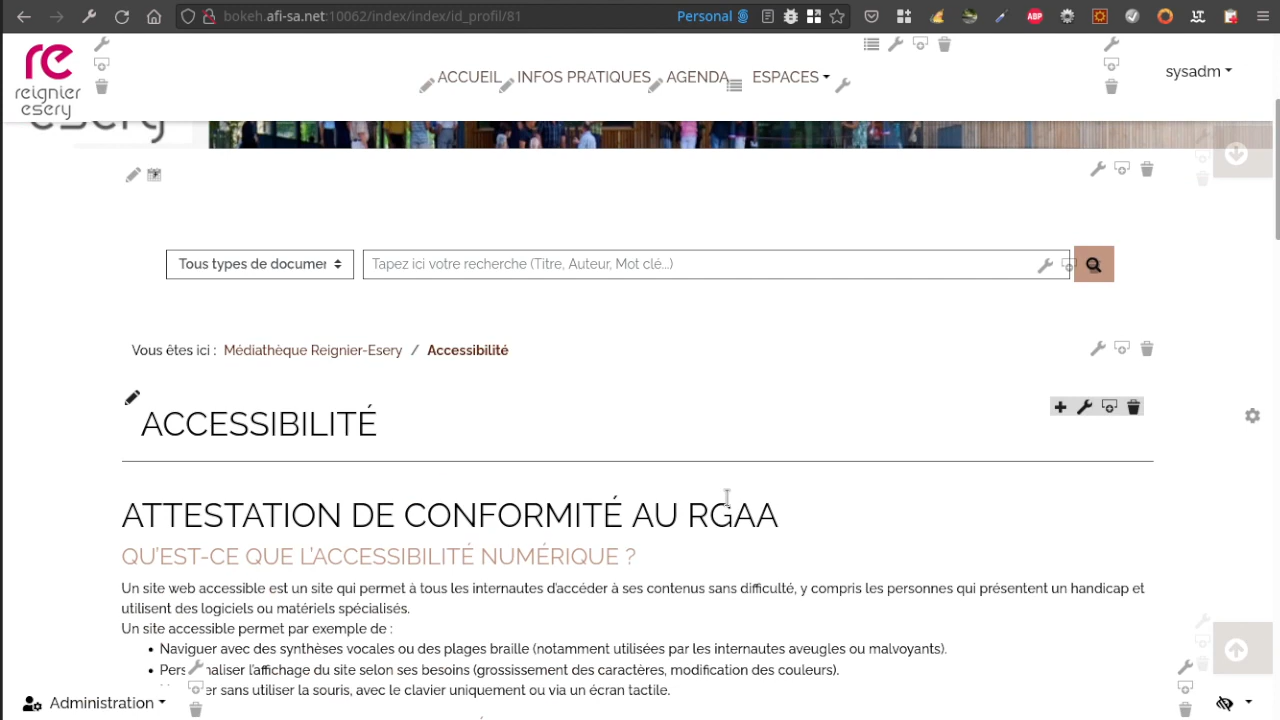 bokeh.afi-sa.net:10062/index/index/id_profil/81
Personal
re
reignier
esery
ACCUEIL
INFOS PRATIQUES
AGENDA
ESPACES
sysadm
esery
Tous types de documen
Tapez ici votre recherche (Titre, Auteur, Mot clé...)
Vous êtes ici : Médiathèque Reignier-Esery / Accessibilité
ACCESSIBILITÉ
ATTESTATION DE CONFORMITÉ AU RGAA
QU'EST-CE QUE L'ACCESSIBILITÉ NUMÉRIQUE ?
Un site web accessible est un site qui permet à tous les internautes d'accéder à ses contenus sans difficulté, y compris les personnes qui présentent un handicap et
utilisent des logiciels ou matériels spécialisés.
Un site accessible permet par exemple de :
• Naviguer avec des synthèses vocales ou des plages braille (notamment utilisées par les internautes aveugles ou malvoyants).
• Personnaliser l'affichage du site selon ses besoins (grossissement des caractères, modification des couleurs).
sans utiliser la souris, avec le clavier uniquement ou via un écran tactile.
Administration